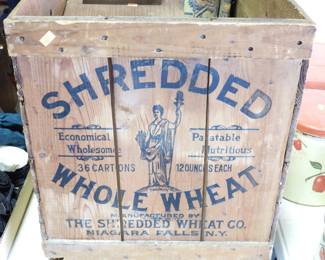 SHREDDED
Economical Palatable
Wholesome Nutritious
36 CARTONS 12 OUNCES EACH
WHOLE WHEAT
MANUFACTURED BY
THE SHREDDED WHEAT CO.
NIAGARA FALLS N.Y.